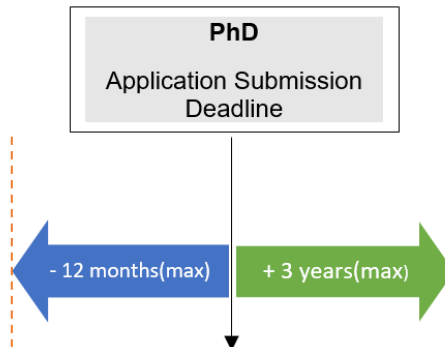 PhD
Application Submission
Deadline
- 12 months(max)
+ 3 years(max)